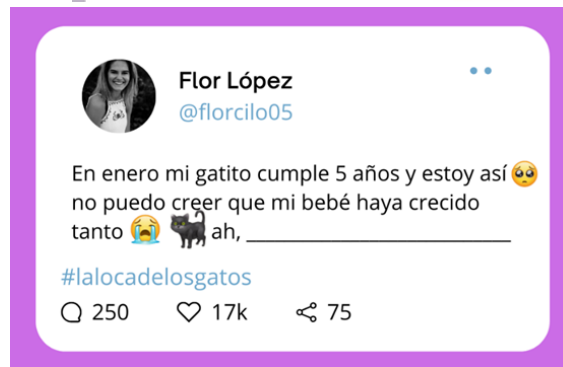 Flor López
@florcilo05
En enero mi gatito cumple 5 años y estoy así 🥺
no puedo creer que mi bebé haya crecido
tanto 😭 🐈‍⬛ ah, ______________________
#lalocadelosgatos
250 17k 75